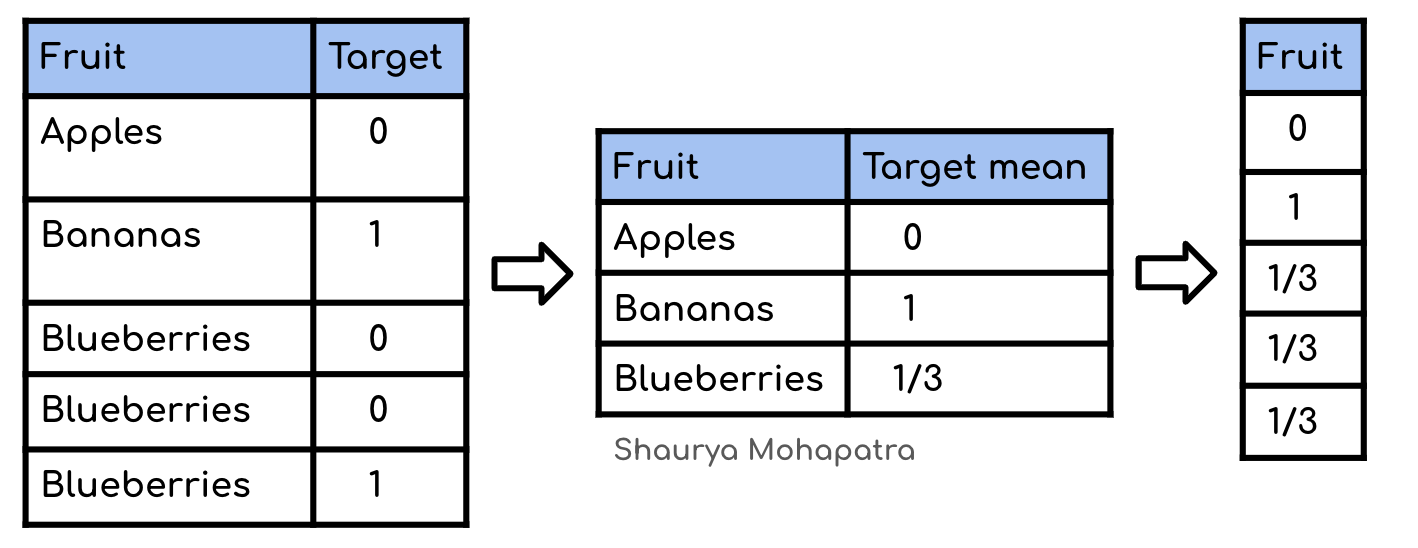 Fruit Target
Apples 0
Bananas 1
Blueberries 0
Blueberries 0
Blueberries 1
Fruit Target mean
Apples 0
Bananas 1
Blueberries 1/3
Shaurya Mohapatra
Fruit
0
1
1/3
1/3
1/3